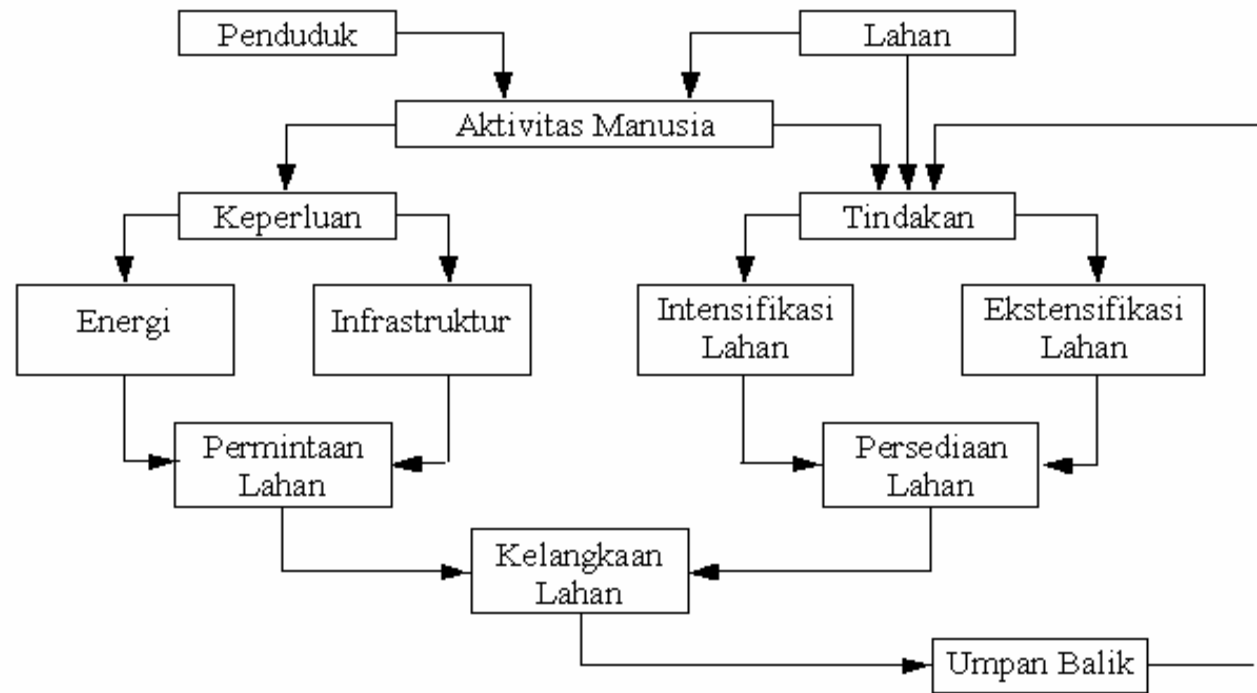 Penduduk
Lahan
Aktivitas Manusia
Keperluan
Tindakan
Energi
Infrastruktur
Intensifikasi
Lahan
Ekstensifikasi
Lahan
Permintaan
Lahan
Persediaan
Lahan
Kelangkaan
Lahan
Umpan Balik